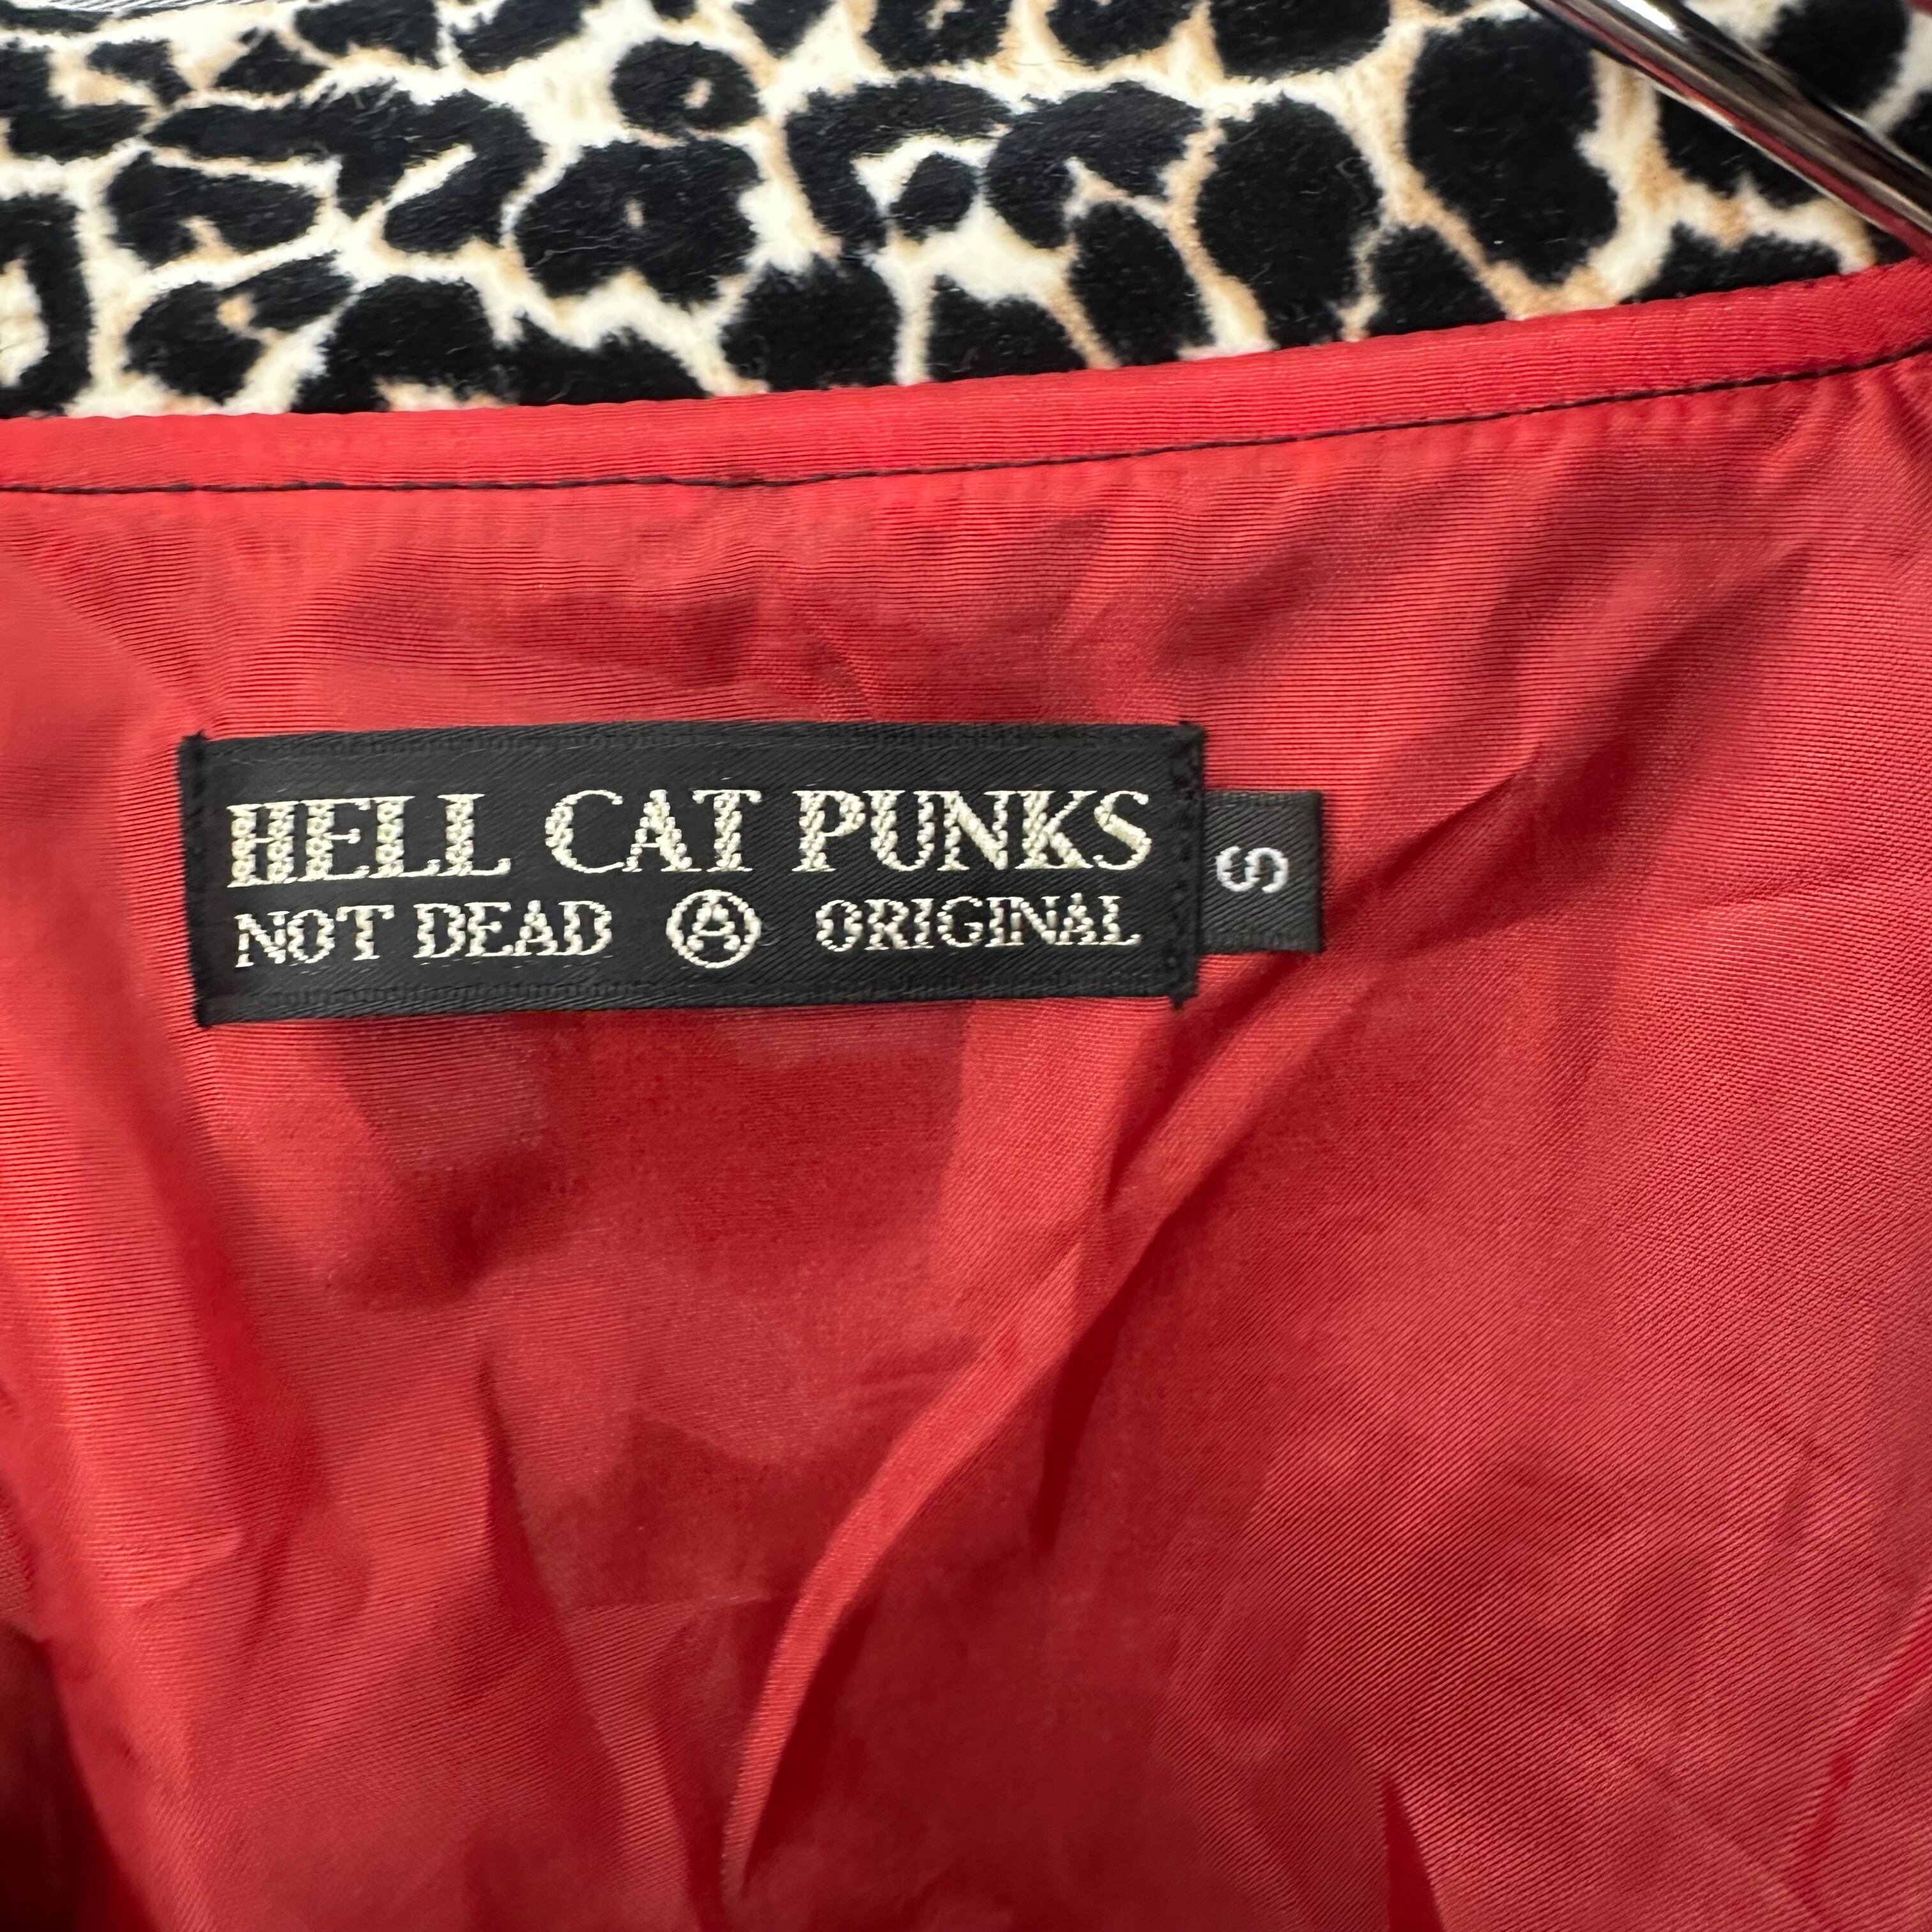 HELL CAT PUNKS
NOT DEAD Ⓐ ORIGINAL
S